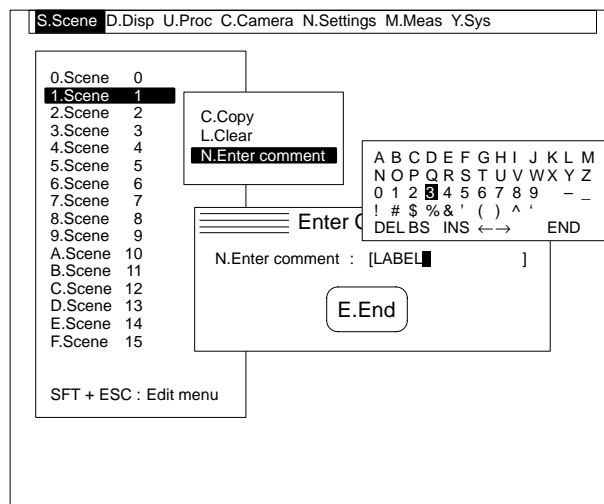 S.Scene D.Disp U.Proc C.Camera N.Settings M.Meas Y.Sys
0.Scene 0
1.Scene 1
2.Scene 2
3.Scene 3
4.Scene 4
5.Scene 5
6.Scene 6
7.Scene 7
8.Scene 8
9.Scene 9
A.Scene 10
B.Scene 11
C.Scene 12
D.Scene 13
E.Scene 14
F.Scene 15
SFT + ESC : Edit menu
C.Copy
L.Clear
N.Enter comment
A B C D E F G H I J K L M
N O P Q R S T U V W X Y Z
0 1 2 3 4 5 6 7 8 9 – _
! # $ % & ’ ( ) ^ ‘
DEL BS INS ←→ END
Enter
N.Enter comment : [LABEL ]
E.End